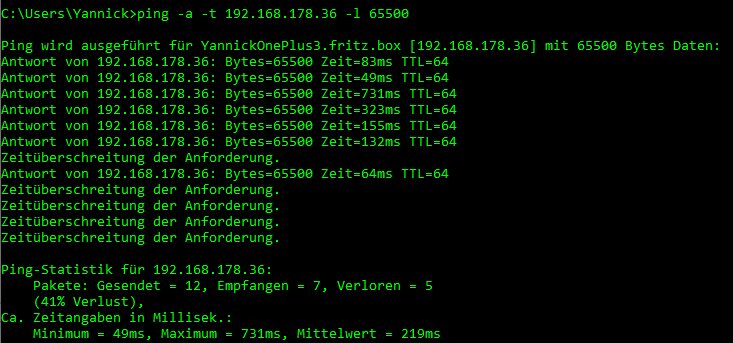 C:\Users\Yannick>ping -a -t 192.168.178.36 -l 65500
Ping wird ausgeführt für YannickOnePlus3.fritz.box [192.168.178.36] mit 65500 Bytes Daten:
Antwort von 192.168.178.36: Bytes=65500 Zeit=83ms TTL=64
Antwort von 192.168.178.36: Bytes=65500 Zeit=49ms TTL=64
Antwort von 192.168.178.36: Bytes=65500 Zeit=731ms TTL=64
Antwort von 192.168.178.36: Bytes=65500 Zeit=323ms TTL=64
Antwort von 192.168.178.36: Bytes=65500 Zeit=155ms TTL=64
Antwort von 192.168.178.36: Bytes=65500 Zeit=132ms TTL=64
Zeitüberschreitung der Anforderung.
Antwort von 192.168.178.36: Bytes=65500 Zeit=64ms TTL=64
Zeitüberschreitung der Anforderung.
Zeitüberschreitung der Anforderung.
Zeitüberschreitung der Anforderung.
Zeitüberschreitung der Anforderung.
Ping-Statistik für 192.168.178.36:
Pakete: Gesendet = 12, Empfangen = 7, Verloren = 5
(41% Verlust),
Ca. Zeitangaben in Millisek.:
Minimum = 49ms, Maximum = 731ms, Mittelwert = 219ms